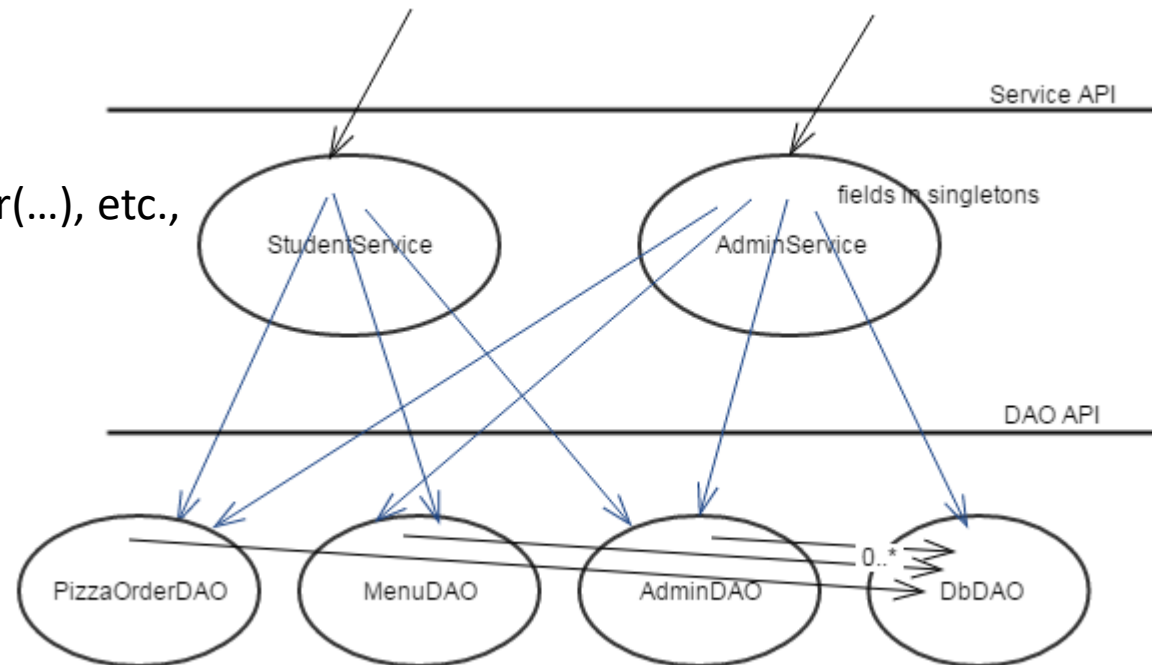 Service API
r(…), etc.,
fields in singletons
StudentService
AdminService
DAO API
0..*
PizzaOrderDAO
MenuDAO
AdminDAO
DbDAO